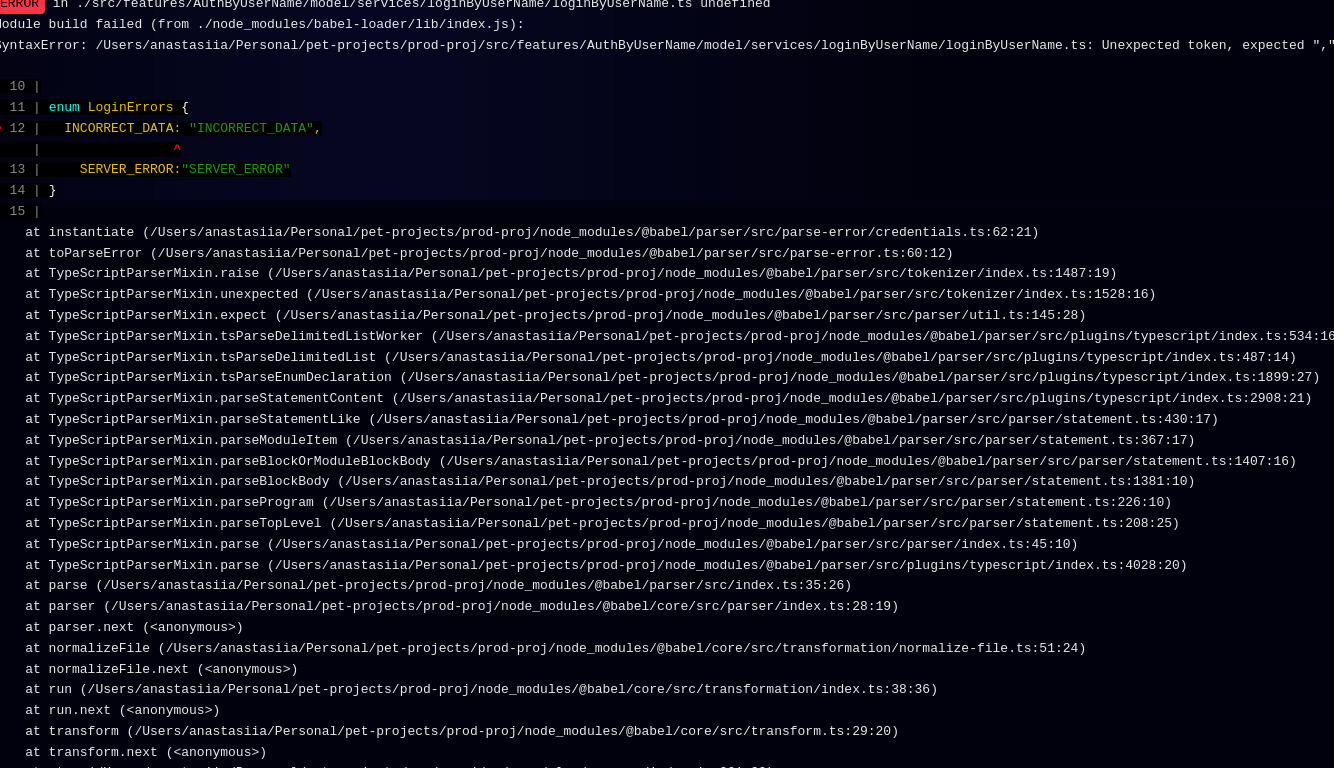 ERROR in ./src/features/AuthByUserName/model/services/loginByUserName/loginByUserName.ts undefined
Module build failed (from ./node_modules/babel-loader/lib/index.js):
SyntaxError: /Users/anastasiia/Personal/pet-projects/prod-proj/src/features/AuthByUserName/model/services/loginByUserName/loginByUserName.ts: Unexpected token, expected ","
10 |
11 | enum LoginErrors {
> 12 |   INCORRECT_DATA: "INCORRECT_DATA",
|                 ^
13 |     SERVER_ERROR:"SERVER_ERROR"
14 | }
15 |
at instantiate (/Users/anastasiia/Personal/pet-projects/prod-proj/node_modules/@babel/parser/src/parse-error/credentials.ts:62:21)
at toParseError (/Users/anastasiia/Personal/pet-projects/prod-proj/node_modules/@babel/parser/src/parse-error.ts:60:12)
at TypeScriptParserMixin.raise (/Users/anastasiia/Personal/pet-projects/prod-proj/node_modules/@babel/parser/src/tokenizer/index.ts:1487:19)
at TypeScriptParserMixin.unexpected (/Users/anastasiia/Personal/pet-projects/prod-proj/node_modules/@babel/parser/src/tokenizer/index.ts:1528:16)
at TypeScriptParserMixin.expect (/Users/anastasiia/Personal/pet-projects/prod-proj/node_modules/@babel/parser/src/parser/util.ts:145:28)
at TypeScriptParserMixin.tsParseDelimitedListWorker (/Users/anastasiia/Personal/pet-projects/prod-proj/node_modules/@babel/parser/src/plugins/typescript/index.ts:534:16
at TypeScriptParserMixin.tsParseDelimitedList (/Users/anastasiia/Personal/pet-projects/prod-proj/node_modules/@babel/parser/src/plugins/typescript/index.ts:487:14)
at TypeScriptParserMixin.tsParseEnumDeclaration (/Users/anastasiia/Personal/pet-projects/prod-proj/node_modules/@babel/parser/src/plugins/typescript/index.ts:1899:27)
at TypeScriptParserMixin.parseStatementContent (/Users/anastasiia/Personal/pet-projects/prod-proj/node_modules/@babel/parser/src/plugins/typescript/index.ts:2908:21)
at TypeScriptParserMixin.parseStatementLike (/Users/anastasiia/Personal/pet-projects/prod-proj/node_modules/@babel/parser/src/parser/statement.ts:430:17)
at TypeScriptParserMixin.parseModuleItem (/Users/anastasiia/Personal/pet-projects/prod-proj/node_modules/@babel/parser/src/parser/statement.ts:367:17)
at TypeScriptParserMixin.parseBlockOrModuleBlockBody (/Users/anastasiia/Personal/pet-projects/prod-proj/node_modules/@babel/parser/src/parser/statement.ts:1407:16)
at TypeScriptParserMixin.parseBlockBody (/Users/anastasiia/Personal/pet-projects/prod-proj/node_modules/@babel/parser/src/parser/statement.ts:1381:10)
at TypeScriptParserMixin.parseProgram (/Users/anastasiia/Personal/pet-projects/prod-proj/node_modules/@babel/parser/src/parser/statement.ts:226:10)
at TypeScriptParserMixin.parseTopLevel (/Users/anastasiia/Personal/pet-projects/prod-proj/node_modules/@babel/parser/src/parser/statement.ts:208:25)
at TypeScriptParserMixin.parse (/Users/anastasiia/Personal/pet-projects/prod-proj/node_modules/@babel/parser/src/parser/index.ts:45:10)
at TypeScriptParserMixin.parse (/Users/anastasiia/Personal/pet-projects/prod-proj/node_modules/@babel/parser/src/plugins/typescript/index.ts:4028:20)
at parse (/Users/anastasiia/Personal/pet-projects/prod-proj/node_modules/@babel/parser/src/index.ts:35:26)
at parser (/Users/anastasiia/Personal/pet-projects/prod-proj/node_modules/@babel/core/src/parser/index.ts:28:19)
at parser.next (<anonymous>)
at normalizeFile (/Users/anastasiia/Personal/pet-projects/prod-proj/node_modules/@babel/core/src/transformation/normalize-file.ts:51:24)
at normalizeFile.next (<anonymous>)
at run (/Users/anastasiia/Personal/pet-projects/prod-proj/node_modules/@babel/core/src/transformation/index.ts:38:36)
at run.next (<anonymous>)
at transform (/Users/anastasiia/Personal/pet-projects/prod-proj/node_modules/@babel/core/src/transform.ts:29:20)
at transform.next (<anonymous>)